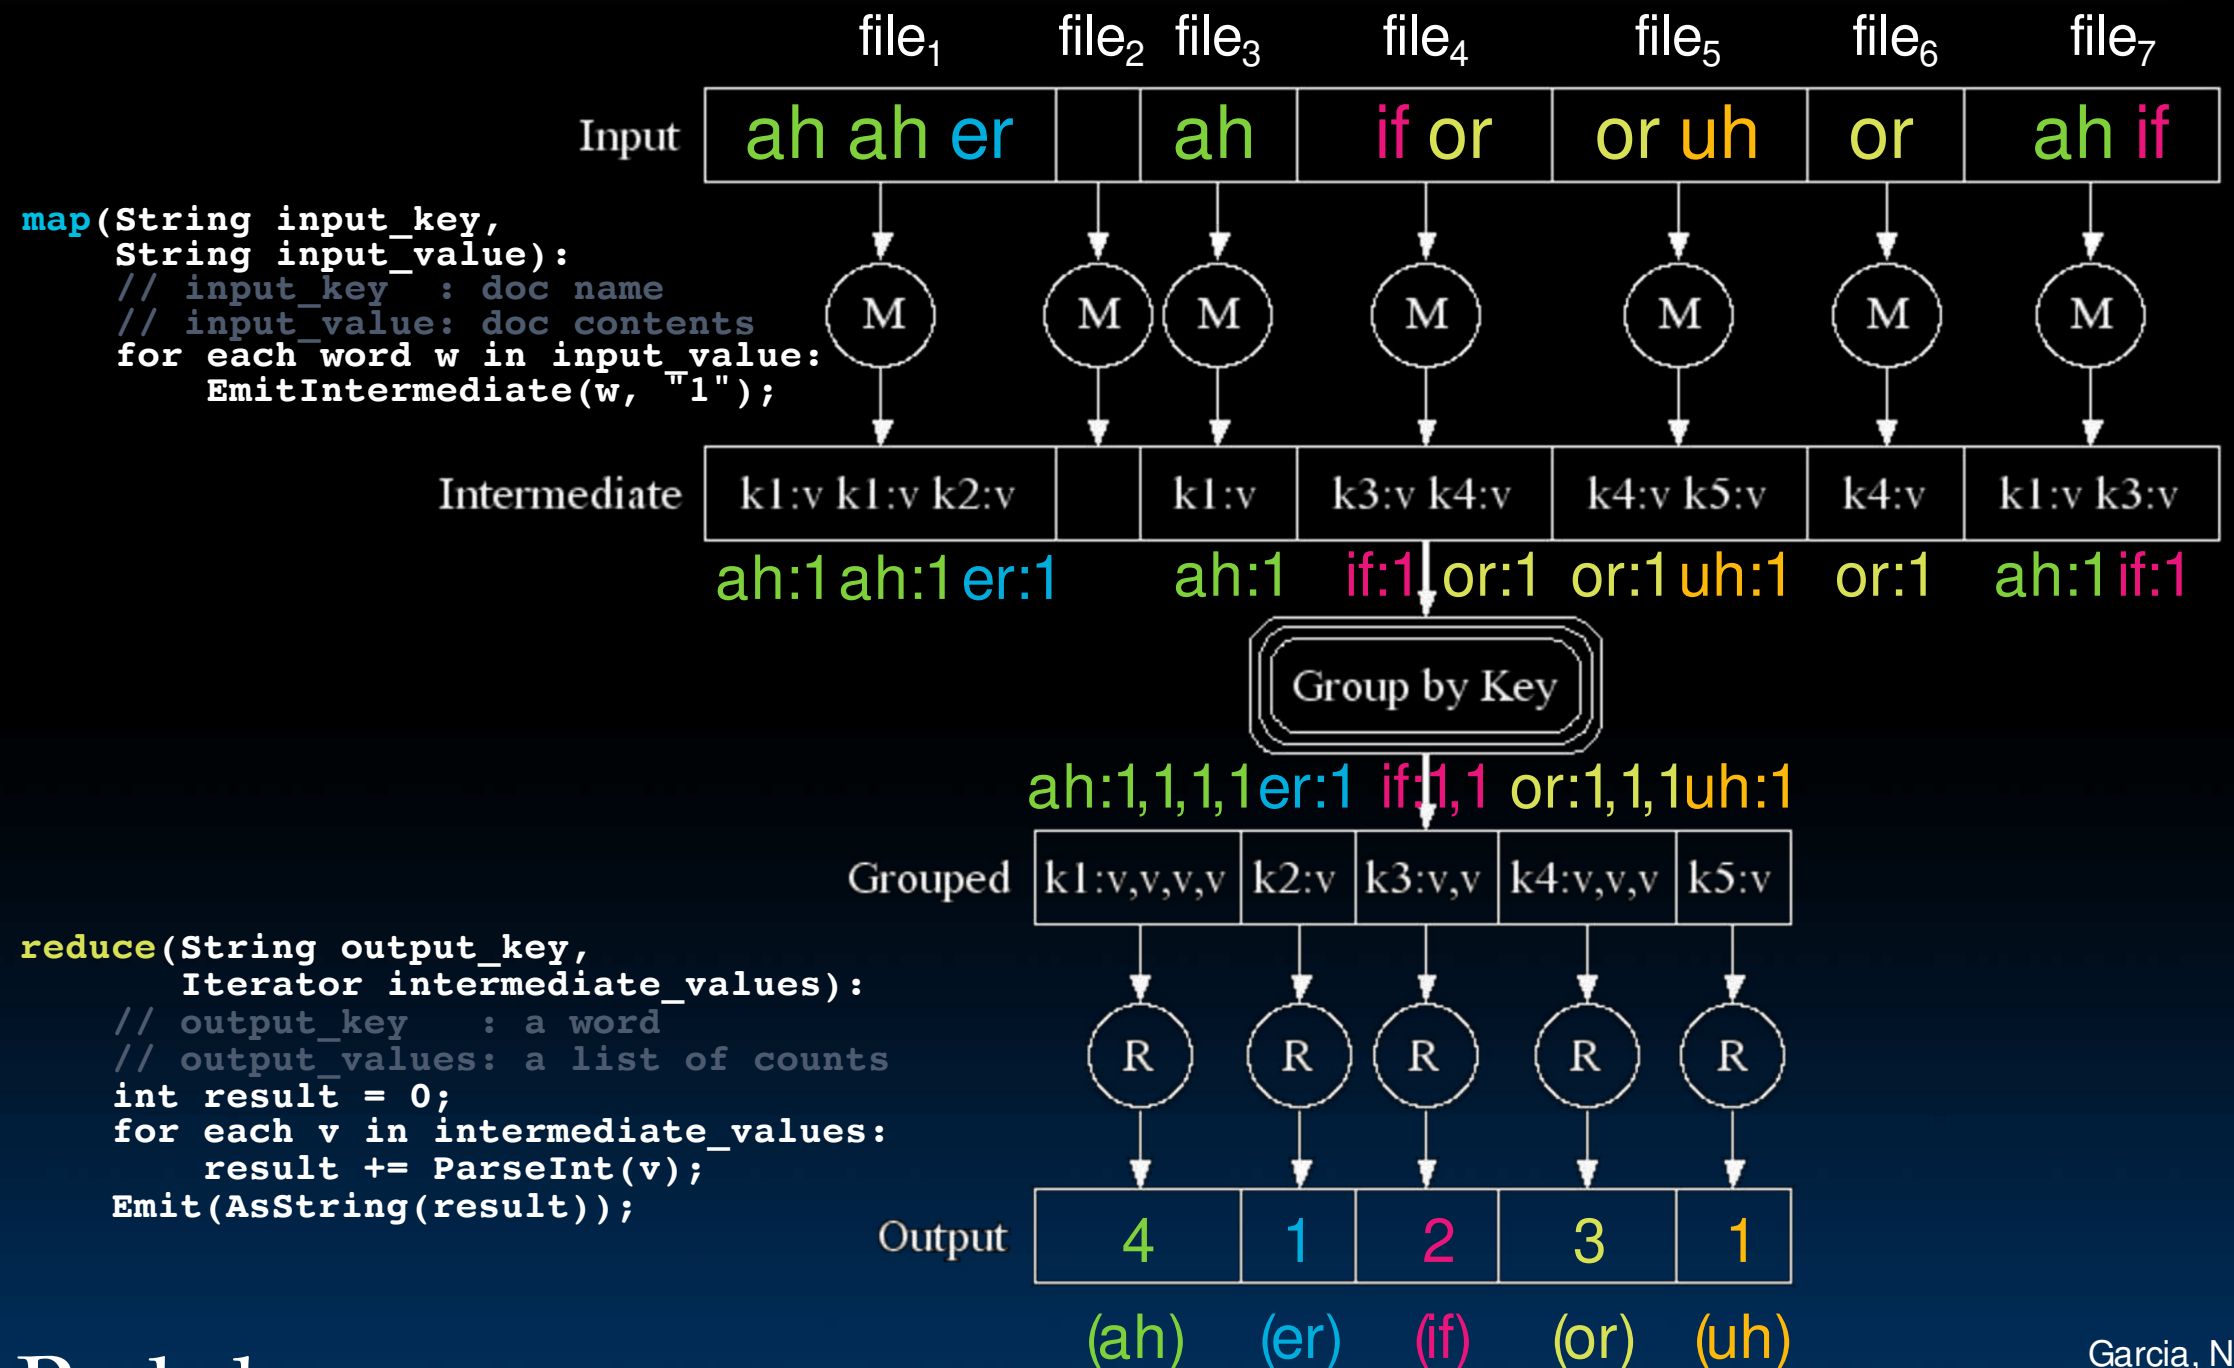 file1 file2 file3 file4 file5 file6 file7
Input ah ah er ah if or or uh or ah if
map(String input_key,
String input_value):
// input_key : doc name
// input_value: doc contents
for each word w in input_value:
EmitIntermediate(w, "1");
M M M M M M M
Intermediate k1:v k1:v k2:v k1:v k3:v k4:v k4:v k5:v k4:v k1:v k3:v
ah:1 ah:1 er:1 ah:1 if:1 or:1 or:1 uh:1 or:1 ah:1 if:1
Group by Key
ah:1,1,1,1 er:1 if:1,1 or:1,1,1 uh:1
Grouped k1:v,v,v,v k2:v k3:v,v k4:v,v,v k5:v
reduce(String output_key,
Iterator intermediate_values):
// output_key : a word
// output_values: a list of counts
int result = 0;
for each v in intermediate_values:
result += ParseInt(v);
Emit(AsString(result));
R R R R R
Output 4 1 2 3 1
(ah) (er) (if) (or) (uh)
Garcia, N